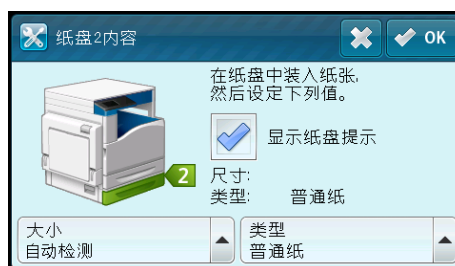 纸盘2内容
OK
在纸盘中装入纸张,
然后设定下列值。
显示纸盘提示
2
尺寸:
类型: 普通纸
大小
自动检测
类型
普通纸